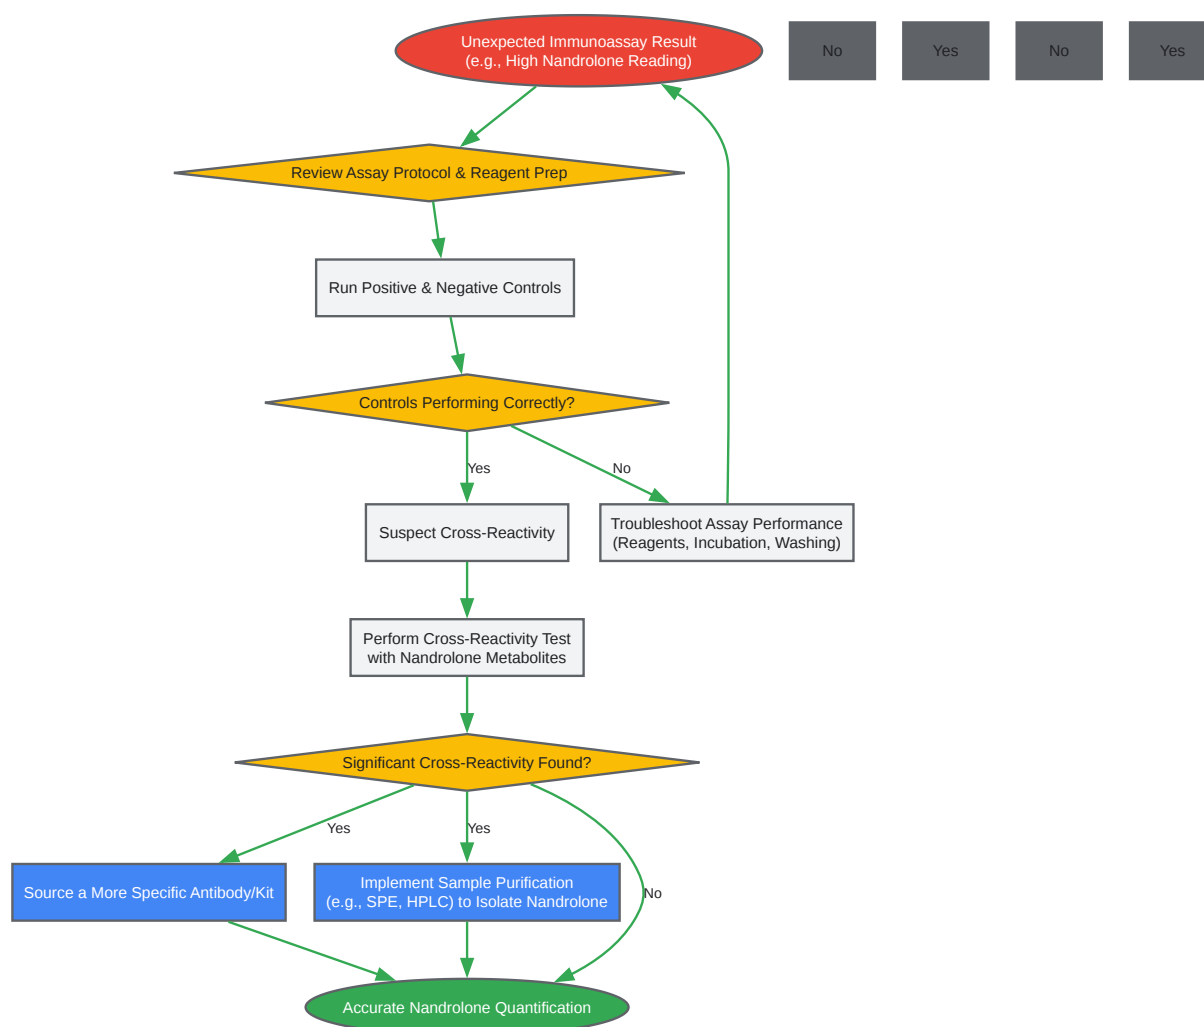 Unexpected Immunoassay Result
(e.g., High Nandrolone Reading)
No
Yes
No
Yes
Review Assay Protocol & Reagent Prep
Run Positive & Negative Controls
Controls Performing Correctly?
Yes
No
Suspect Cross-Reactivity
Troubleshoot Assay Performance
(Reagents, Incubation, Washing)
Perform Cross-Reactivity Test
with Nandrolone Metabolites
Significant Cross-Reactivity Found?
Yes
Yes
No
Source a More Specific Antibody/Kit
Implement Sample Purification
(e.g., SPE, HPLC) to Isolate Nandrolone
Accurate Nandrolone Quantification